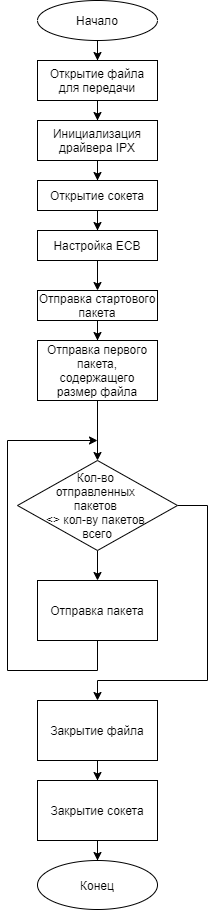 Начало
Открытие файла
для передачи
Инициализация
драйвера IPX
Открытие сокета
Настройка ECB
Отправка стартового
пакета
Отправка первого
пакета,
содержащего
размер файла
Кол-во
отправленных
пакетов
<> кол-ву пакетов
всего
Отправка пакета
Закрытие файла
Закрытие сокета
Конец